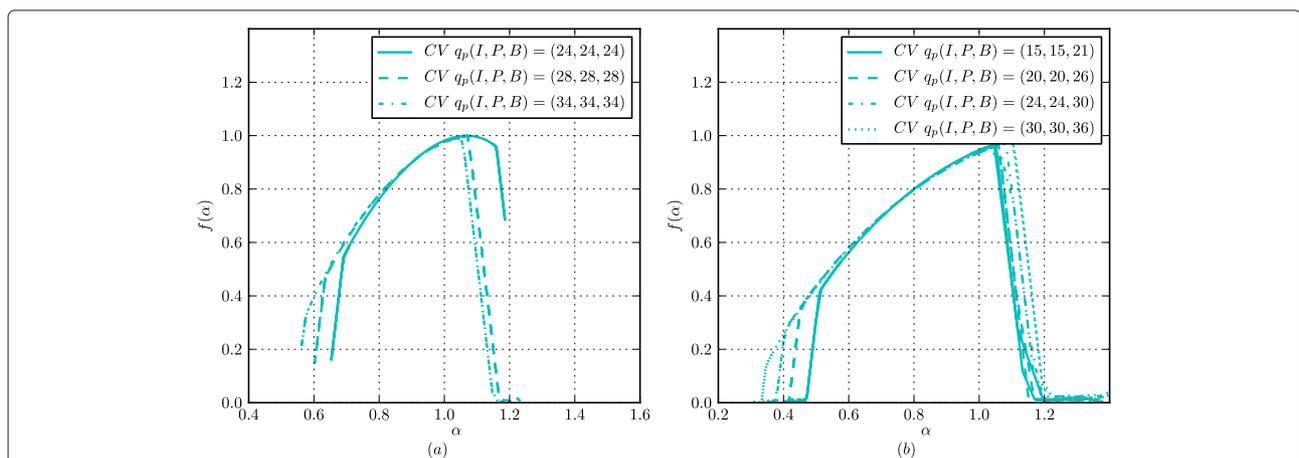 CV q_p(I, P, B) = (24, 24, 24)
CV q_p(I, P, B) = (28, 28, 28)
CV q_p(I, P, B) = (34, 34, 34)
1.2
1.0
0.8
0.6
0.4
0.2
0.0
f(α)
0.4 0.6 0.8 1.0 1.2 1.4 1.6
α
(a)
CV q_p(I, P, B) = (15, 15, 21)
CV q_p(I, P, B) = (20, 20, 26)
CV q_p(I, P, B) = (24, 24, 30)
CV q_p(I, P, B) = (30, 30, 36)
1.2
1.0
0.8
0.6
0.4
0.2
0.0
f(α)
0.2 0.4 0.6 0.8 1.0 1.2
α
(b)